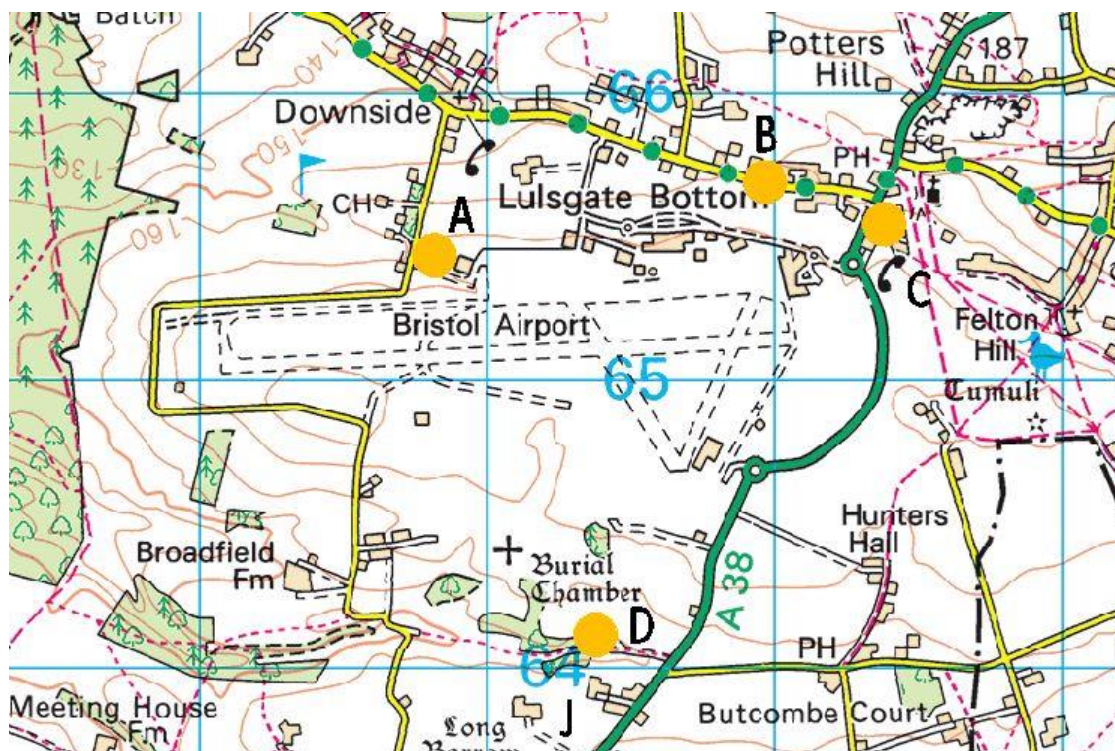 Batch
Potters
Hill
187
140
66
Downside
B
150
PH
130
CH
A
Lulsgate Bottom
160
C
Bristol Airport
Felton
Hill
65
Tumuli
Hunters
Hall
Broadfield
Fm
Burial
Chamber
A 38
D
PH
64
Meeting House
Fm
Long
Barrow
J
Butcombe Court